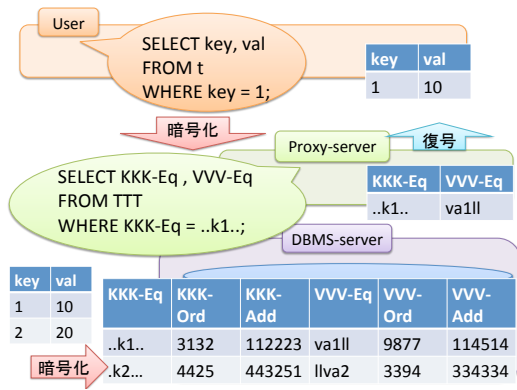 User
SELECT key, val
FROM t
WHERE key = 1;
key val
1 10
暗号化
復号
Proxy-server
SELECT KKK-Eq , VVV-Eq
FROM TTT
WHERE KKK-Eq = ..k1..;
KKK-Eq VVV-Eq
..k1.. va1ll
DBMS-server
key val
1 10
2 20
暗号化
KKK-Eq KKK-Ord KKK-Add VVV-Eq VVV-Ord VVV-Add
..k1.. 3132 112223 va1ll 9877 114514
.k2... 4425 443251 llva2 3394 334334